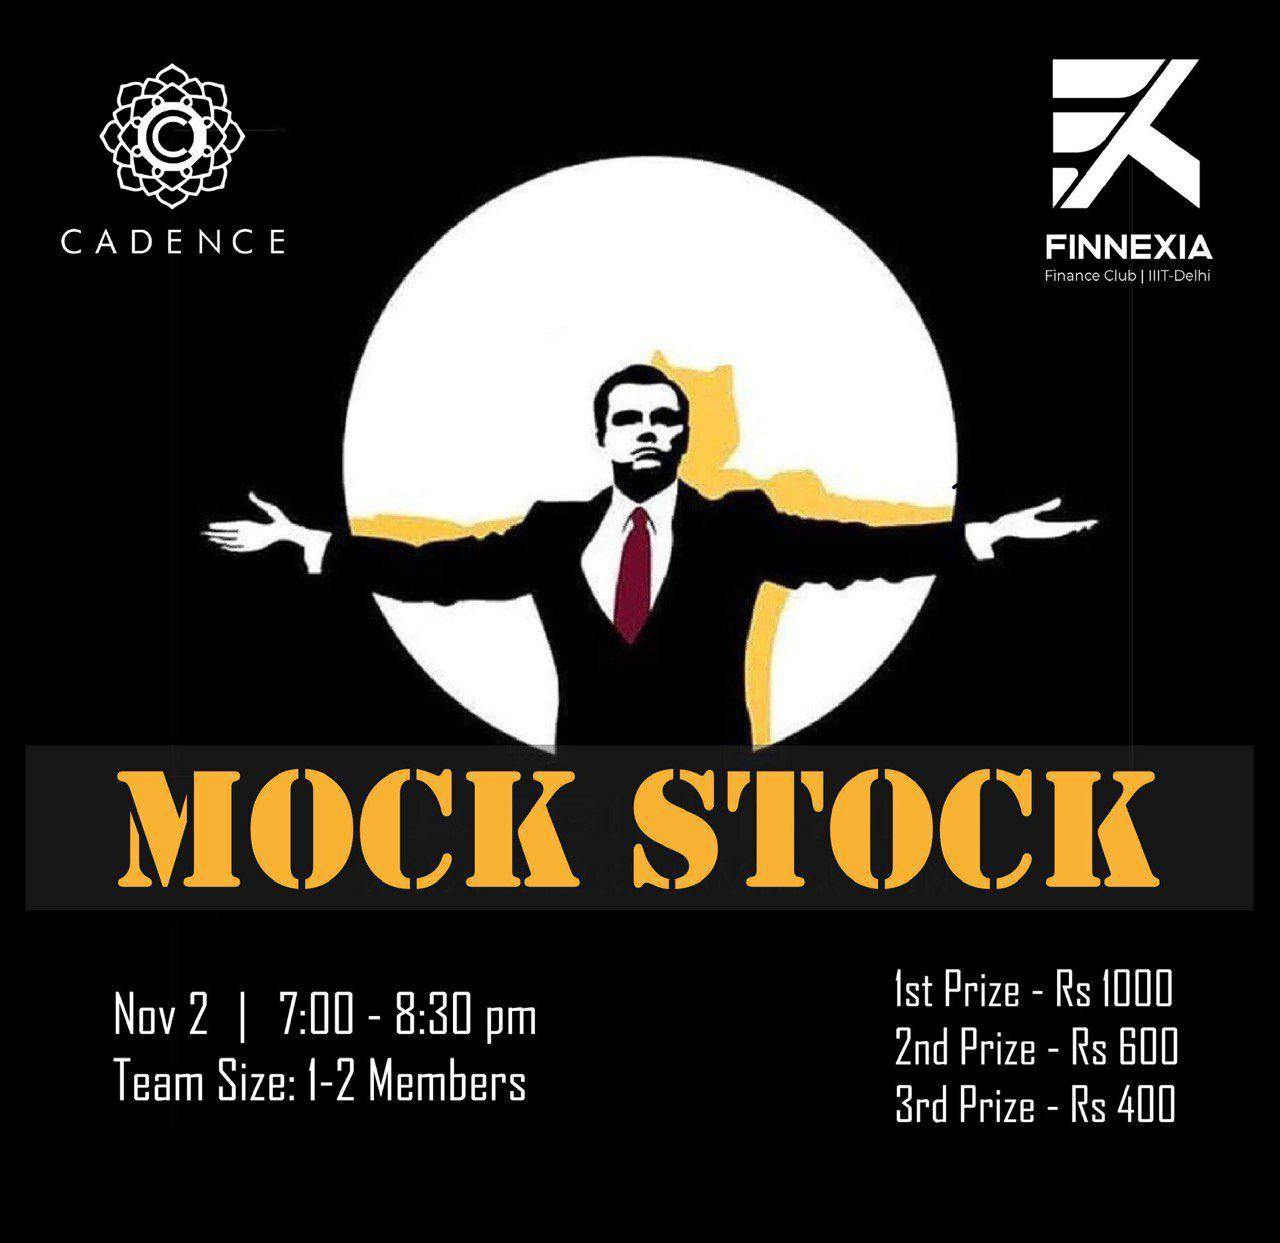 C
CADENCE
FINNEXIA
Finance Club | IIIT-Delhi
MOCK STOCK
Nov 2 | 7:00 - 8:30 pm
Team Size: 1-2 Members
1st Prize - Rs 1000
2nd Prize - Rs 600
3rd Prize - Rs 400